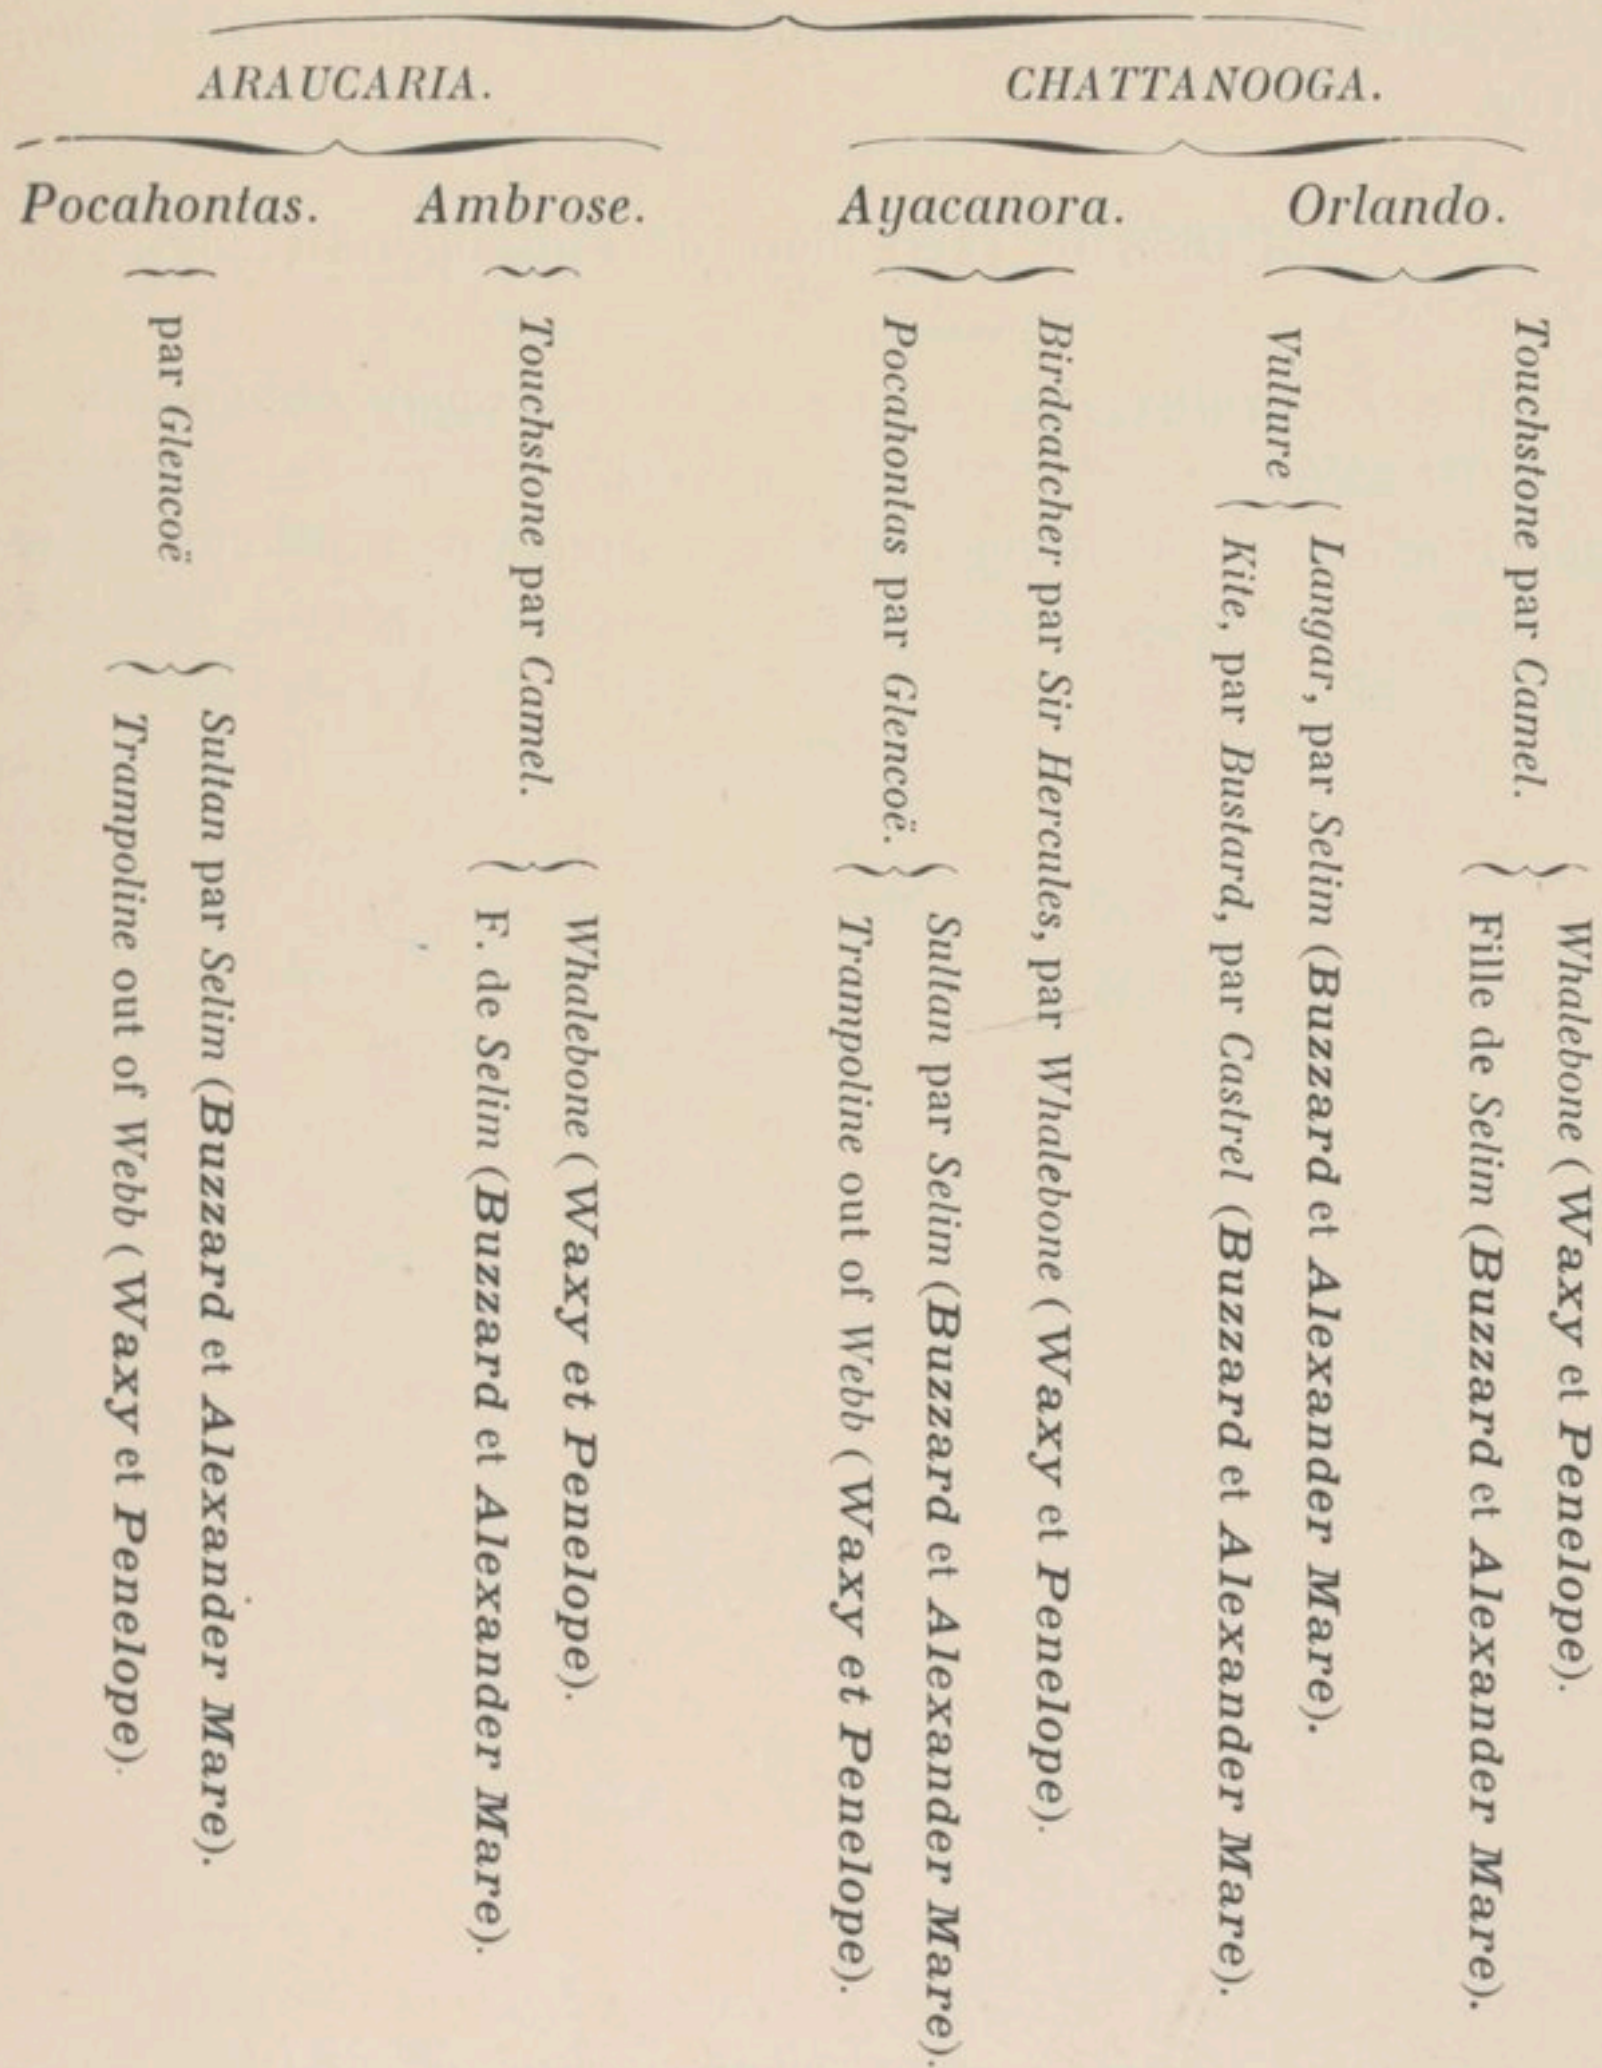 ARAUCARIA.
CHATTANOOGA.
Pocahontas.
Ambrose.
Ayacanora.
Orlando.
par Glencoë
Sultan par Selim (Buzzard et Alexander Mare).
Trampoline out of Webb (Waxy et Penelope).
Touchstone par Camel.
Whalebone (Waxy et Penelope).
F. de Selim (Buzzard et Alexander Mare).
Birdcatcher par Sir Hercules, par Whalebone (Waxy et Penelope).
Pocahontas par Glencoë.
Sultan par Selim (Buzzard et Alexander Mare).
Trampoline out of Webb (Waxy et Penelope).
Touchstone par Camel.
Whalebone (Waxy et Penelope).
Fille de Selim (Buzzard et Alexander Mare).
Vulture
Langar, par Selim (Buzzard et Alexander Mare).
Kite, par Bustard, par Castrel (Buzzard et Alexander Mare).